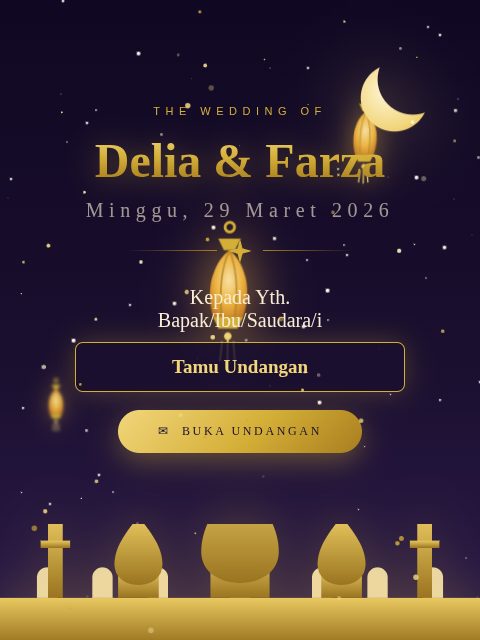 THE WEDDING OF
Delia & Farza
Minggu, 29 Maret 2026
Kepada Yth.
Bapak/Ibu/Saudara/i
Tamu Undangan
✉ BUKA UNDANGAN